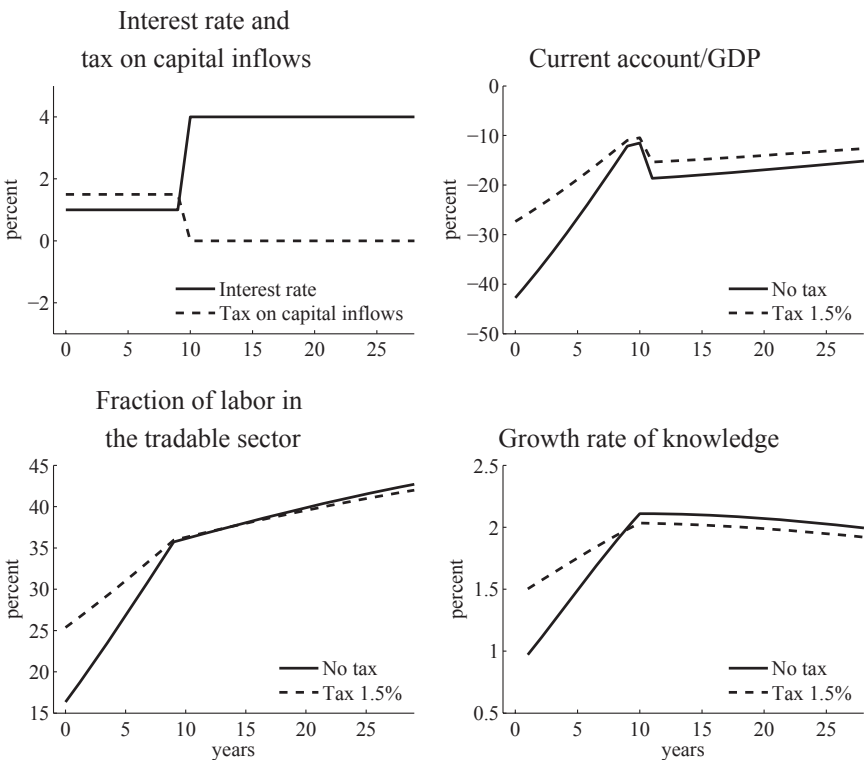 Interest rate and
tax on capital inflows
percent
4
2
0
−2
0 5 10 15 20 25
Interest rate
Tax on capital inflows
Current account/GDP
percent
0
−10
−20
−30
−40
−50
0 5 10 15 20 25
No tax
Tax 1.5%
Fraction of labor in
the tradable sector
percent
45
40
35
30
25
20
15
0 5 10 15 20 25
years
No tax
Tax 1.5%
Growth rate of knowledge
percent
2.5
2
1.5
1
0.5
0 5 10 15 20 25
years
No tax
Tax 1.5%